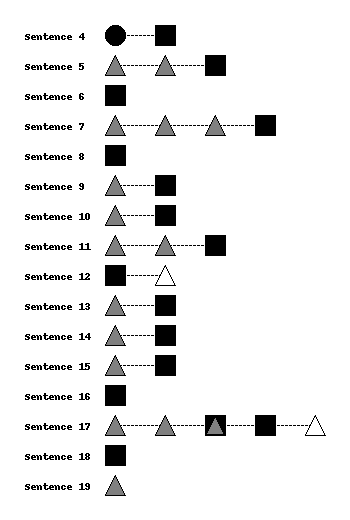 Sentence 4
Sentence 5
Sentence 6
Sentence 7
Sentence 8
Sentence 9
Sentence 10
Sentence 11
Sentence 12
Sentence 13
Sentence 14
Sentence 15
Sentence 16
Sentence 17
Sentence 18
Sentence 19